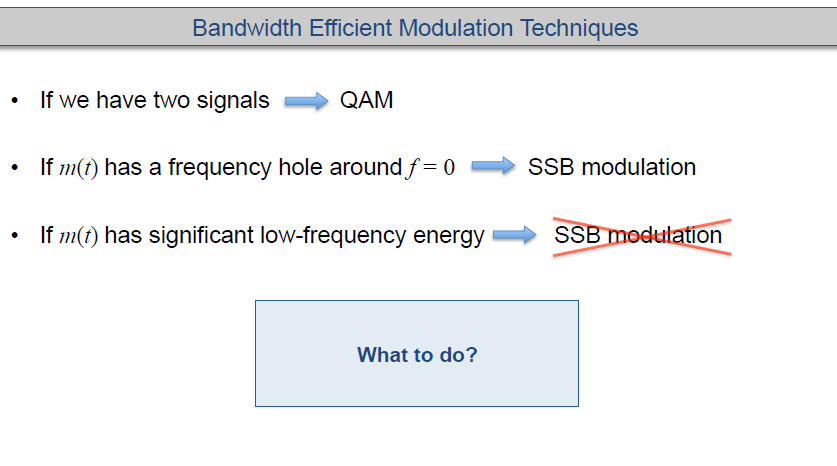 Bandwidth Efficient Modulation Techniques
• If we have two signals QAM
• If m(t) has a frequency hole around f = 0 SSB modulation
• If m(t) has significant low-frequency energy SSB modulation
What to do?